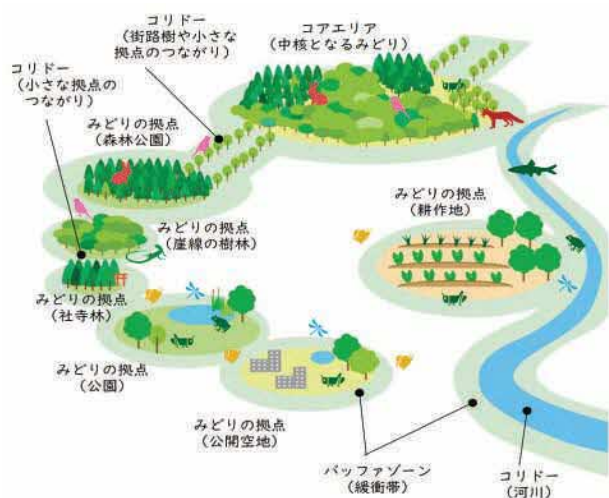 コリドー
（街路樹や小さな
拠点のつながり）
コアエリア
（中核となるみどり）
コリドー
（小さな拠点の
つながり）
みどりの拠点
（森林公園）
みどりの拠点
（耕作地）
みどりの拠点
（崖線の樹林）
みどりの拠点
（社寺林）
みどりの拠点
（公園）
みどりの拠点
（公開空地）
バッファゾーン
（緩衝帯）
コリドー
（河川）